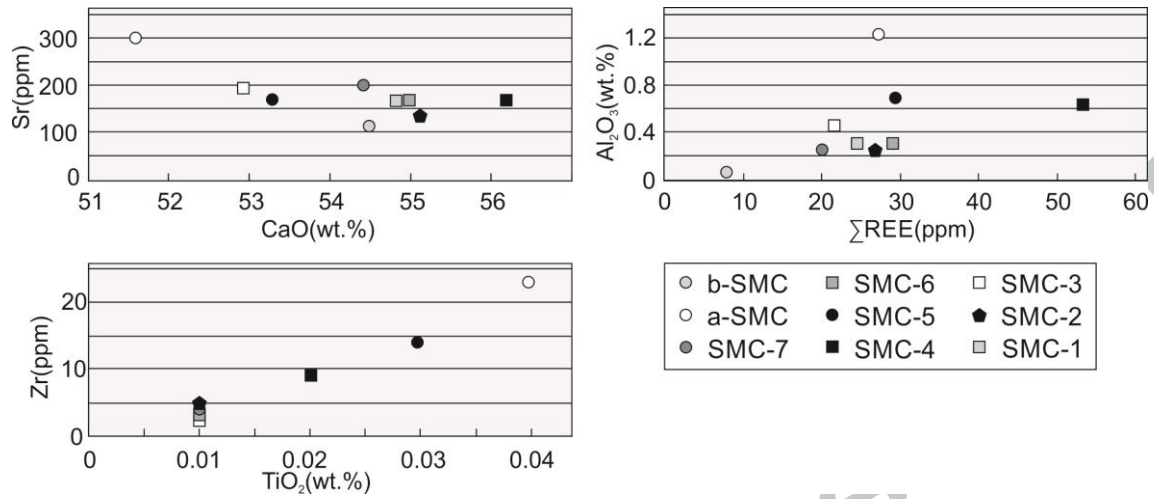 300
200
100
0
Sr(ppm)
51 52 53 54 55 56
CaO(wt.%)
1.2
0.8
0.4
0
Al₂O₃(wt.%)
0 10 20 30 40 50 60
∑REE(ppm)
20
10
0
Zr(ppm)
0 0.01 0.02 0.03 0.04
TiO₂(wt.%)
b-SMC SMC-6 SMC-3
a-SMC SMC-5 SMC-2
SMC-7 SMC-4 SMC-1